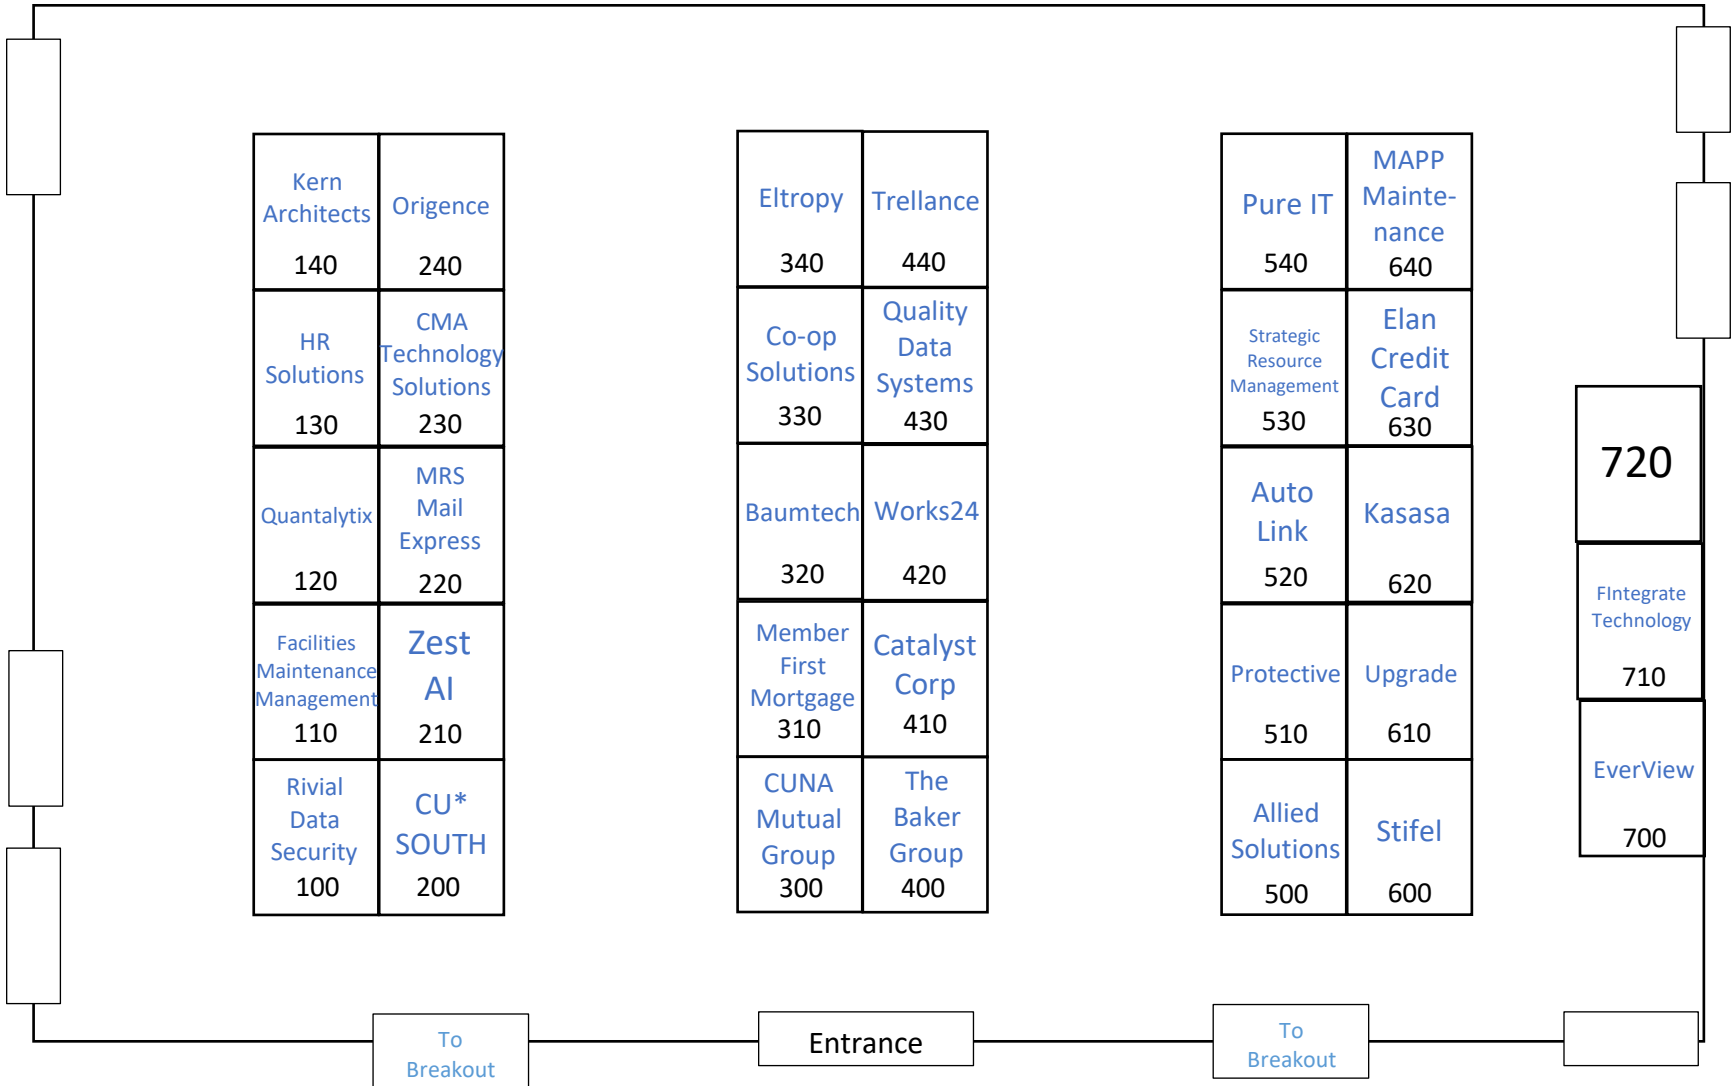 Kern
Architects
140
Origence
240
HR
Solutions
130
CMA
Technology
Solutions
230
Quantalytix
120
MRS
Mail
Express
220
Facilities
Maintenance
Management
110
Zest
AI
210
Rivial
Data
Security
100
CU*
SOUTH
200
Eltropy
340
Trellance
440
Co-op
Solutions
330
Quality
Data
Systems
430
Baumtech
320
Works24
420
Member
First
Mortgage
310
Catalyst
Corp
410
CUNA
Mutual
Group
300
The
Baker
Group
400
Pure IT
540
MAPP
Mainte-
nance
640
Strategic
Resource
Management
530
Elan
Credit
Card
630
Auto
Link
520
Kasasa
620
Protective
510
Upgrade
610
Allied
Solutions
500
Stifel
600
720
FIntegrate
Technology
710
EverView
700
To
Breakout
Entrance
To
Breakout